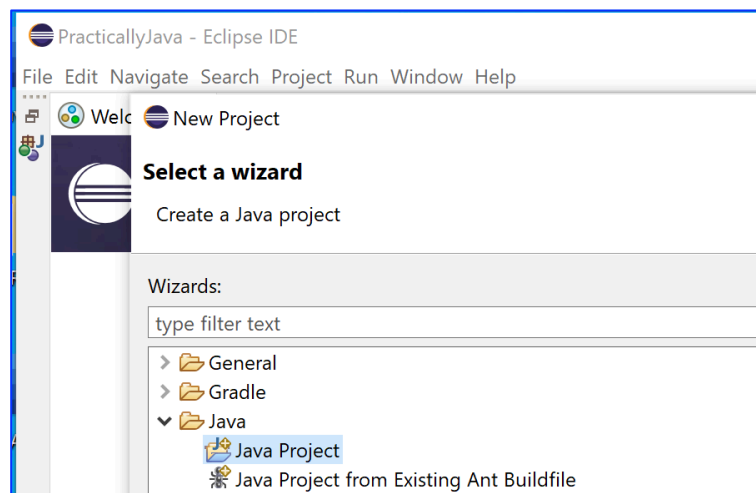 PracticallyJava - Eclipse IDE
File Edit Navigate Search Project Run Window Help
Welc
New Project
Select a wizard
Create a Java project
Wizards:
type filter text
General
Gradle
Java
Java Project
Java Project from Existing Ant Buildfile